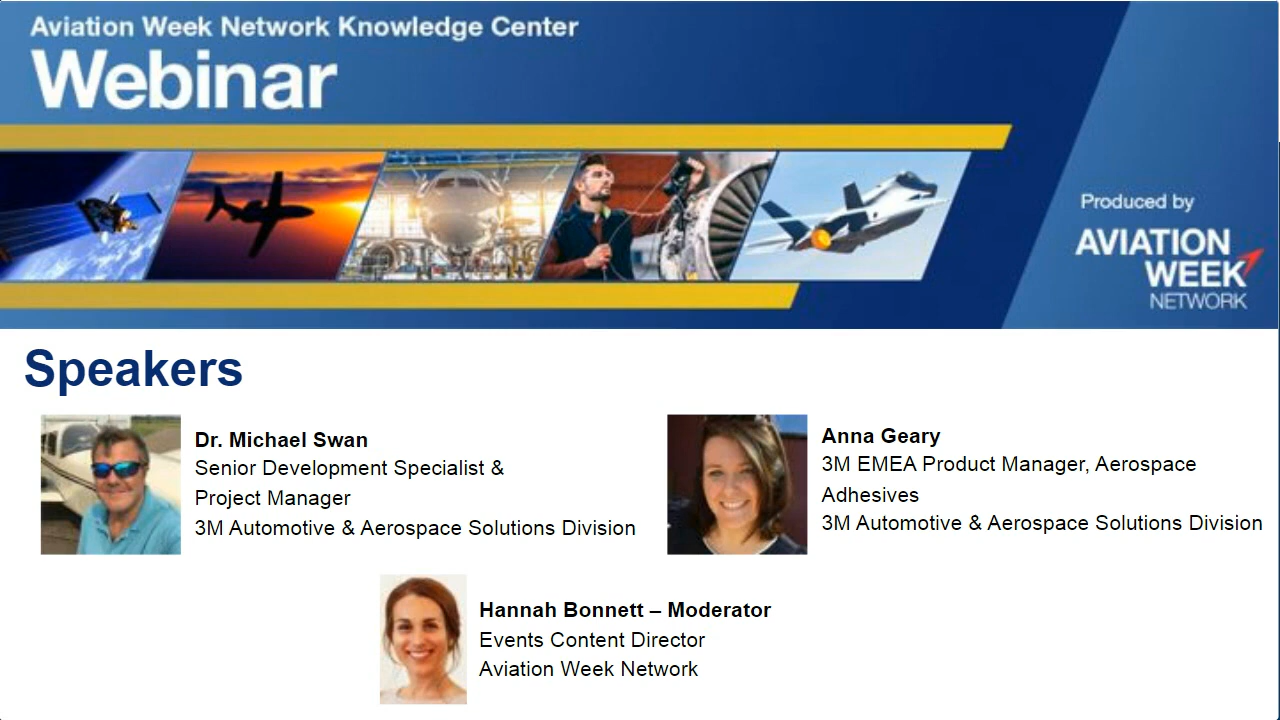 Aviation Week Network Knowledge Center
Webinar
Produced by
AVIATION
WEEK
NETWORK
Speakers
Dr. Michael Swan
Senior Development Specialist &
Project Manager
3M Automotive & Aerospace Solutions Division
Anna Geary
3M EMEA Product Manager, Aerospace
Adhesives
3M Automotive & Aerospace Solutions Division
Hannah Bonnett – Moderator
Events Content Director
Aviation Week Network